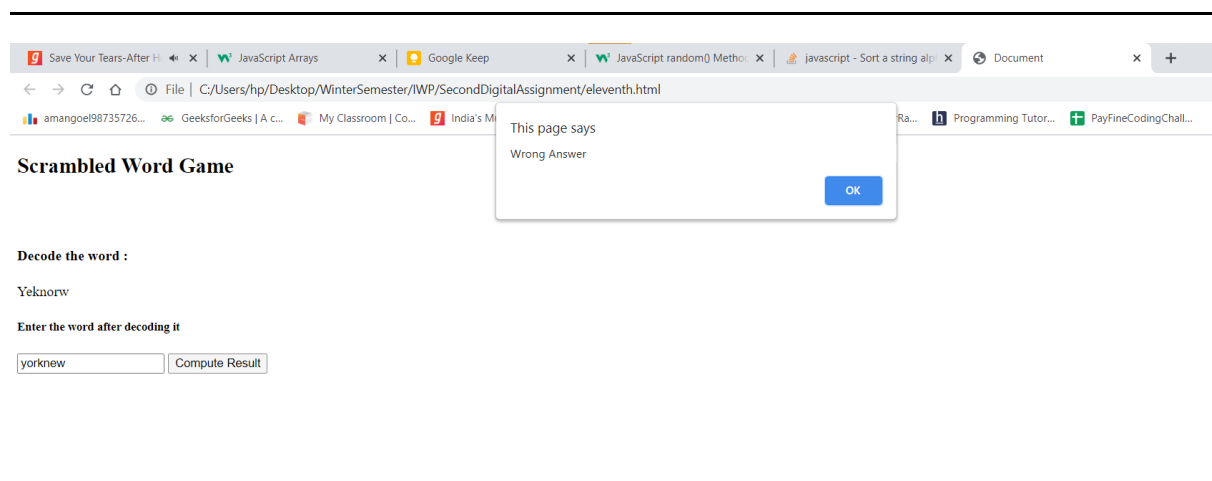 Save Your Tears-After H
JavaScript Arrays
Google Keep
JavaScript random() Method
javascript - Sort a string alp
Document
File | C:/Users/hp/Desktop/WinterSemester/IWP/SecondDigitalAssignment/eleventh.html
amangoel98735726...
GeeksforGeeks | A c...
My Classroom | Co...
India's M
Ra...
Programming Tutor...
PayFineCodingChall...
This page says
Wrong Answer
OK
Scrambled Word Game
Decode the word :
Yeknorw
Enter the word after decoding it
yorknew
Compute Result